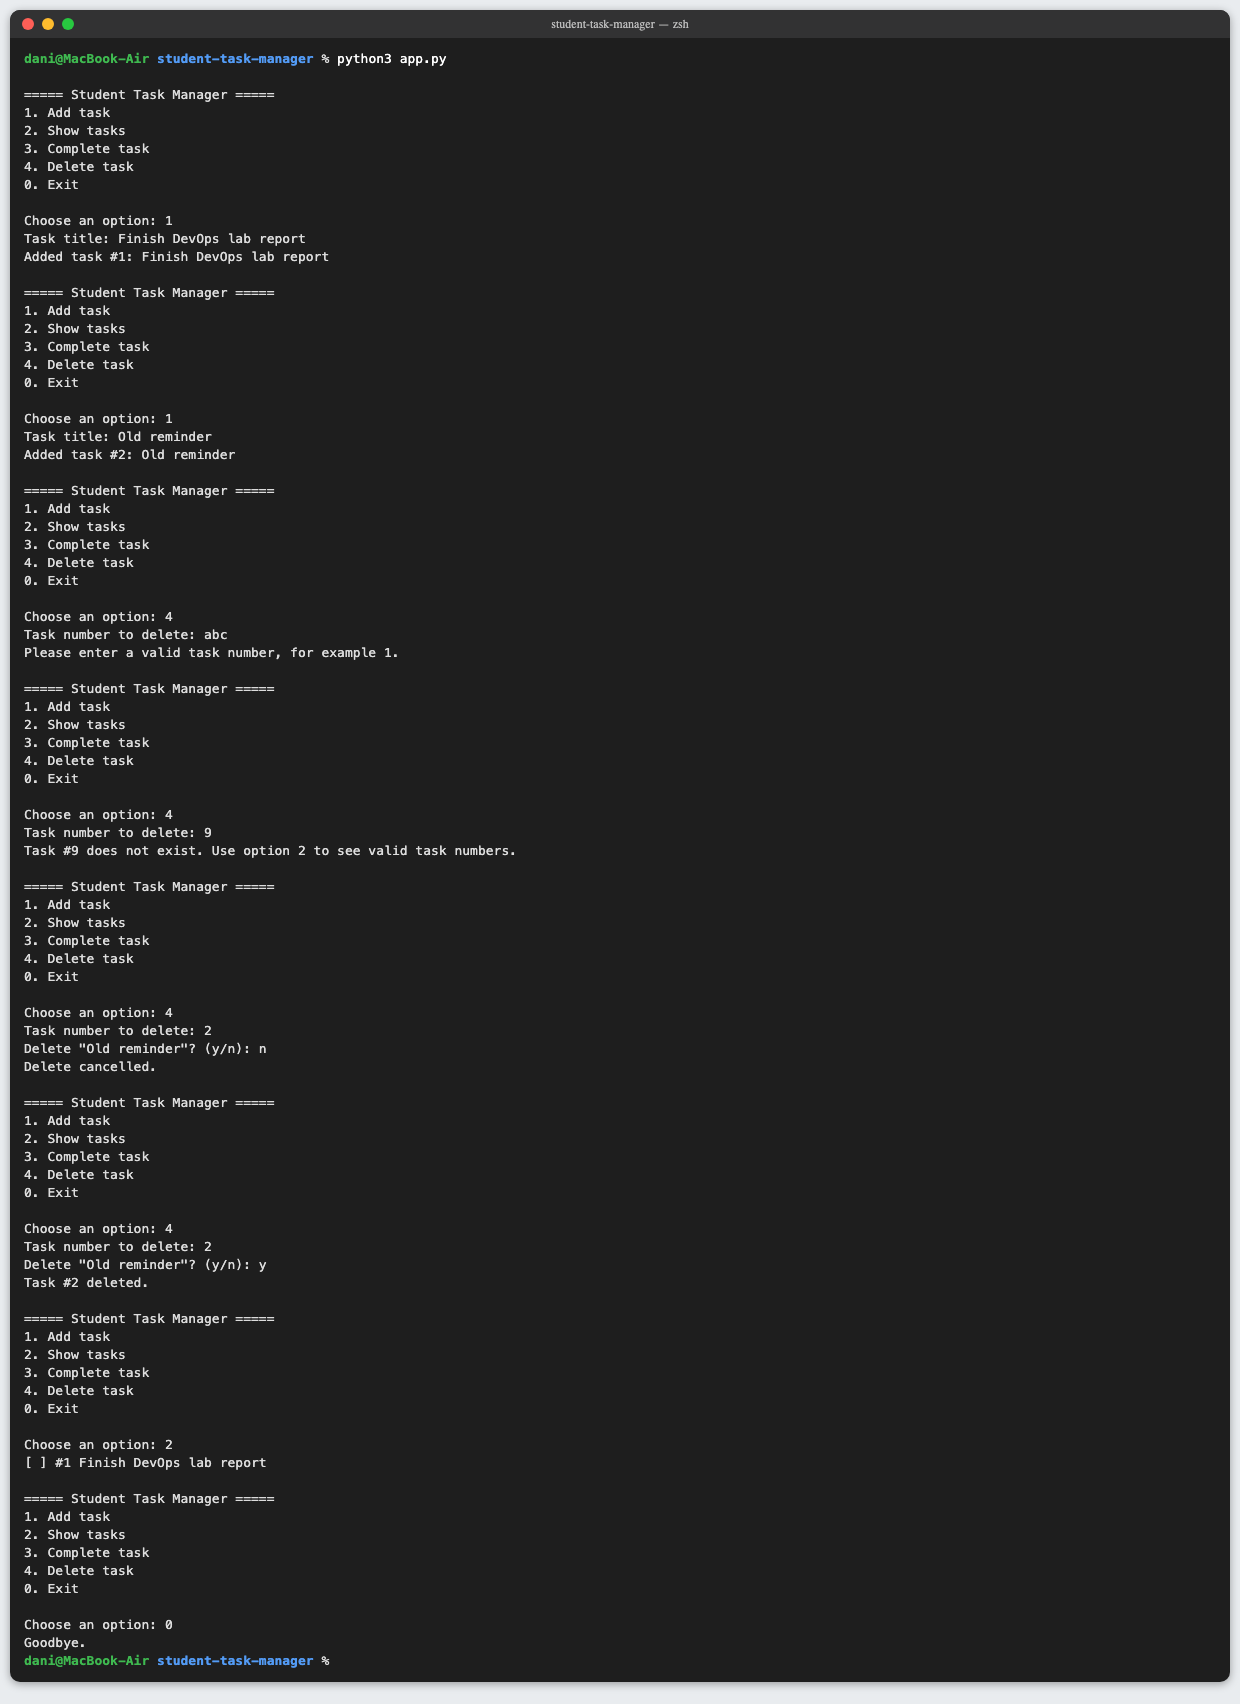 student-task-manager — zsh
dani@MacBook-Air student-task-manager % python3 app.py
===== Student Task Manager =====
1. Add task
2. Show tasks
3. Complete task
4. Delete task
0. Exit
Choose an option: 1
Task title: Finish DevOps lab report
Added task #1: Finish DevOps lab report
===== Student Task Manager =====
1. Add task
2. Show tasks
3. Complete task
4. Delete task
0. Exit
Choose an option: 1
Task title: Old reminder
Added task #2: Old reminder
===== Student Task Manager =====
1. Add task
2. Show tasks
3. Complete task
4. Delete task
0. Exit
Choose an option: 4
Task number to delete: abc
Please enter a valid task number, for example 1.
===== Student Task Manager =====
1. Add task
2. Show tasks
3. Complete task
4. Delete task
0. Exit
Choose an option: 4
Task number to delete: 9
Task #9 does not exist. Use option 2 to see valid task numbers.
===== Student Task Manager =====
1. Add task
2. Show tasks
3. Complete task
4. Delete task
0. Exit
Choose an option: 4
Task number to delete: 2
Delete "Old reminder"? (y/n): n
Delete cancelled.
===== Student Task Manager =====
1. Add task
2. Show tasks
3. Complete task
4. Delete task
0. Exit
Choose an option: 4
Task number to delete: 2
Delete "Old reminder"? (y/n): y
Task #2 deleted.
===== Student Task Manager =====
1. Add task
2. Show tasks
3. Complete task
4. Delete task
0. Exit
Choose an option: 2
[ ] #1 Finish DevOps lab report
===== Student Task Manager =====
1. Add task
2. Show tasks
3. Complete task
4. Delete task
0. Exit
Choose an option: 0
Goodbye.
dani@MacBook-Air student-task-manager %